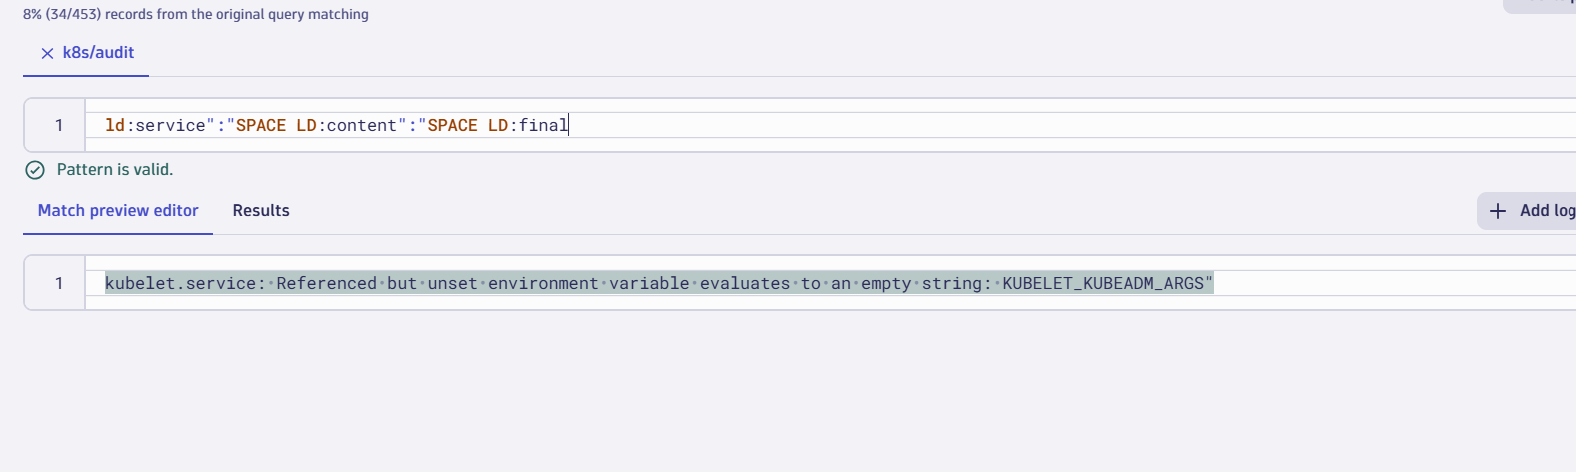 8% (34/453) records from the original query matching
k8s/audit
1 ld:service":"SPACE LD:content":"SPACE LD:final
Pattern is valid.
Match preview editor Results Add log
1 kubelet.service:·Referenced·but·unset·environment·variable·evaluates·to·an·empty·string:·KUBELET_KUBEADM_ARGS"